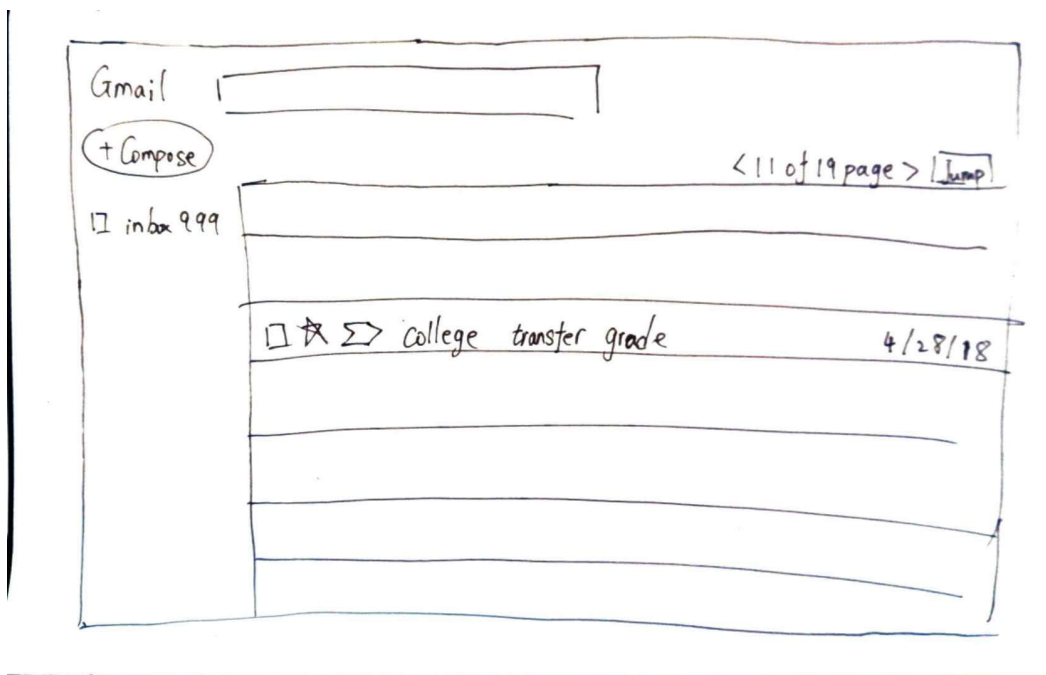 Gmail
+ Compose
< 11 of 19 page > Jump
inbox 999
college transfer grade 4/28/18